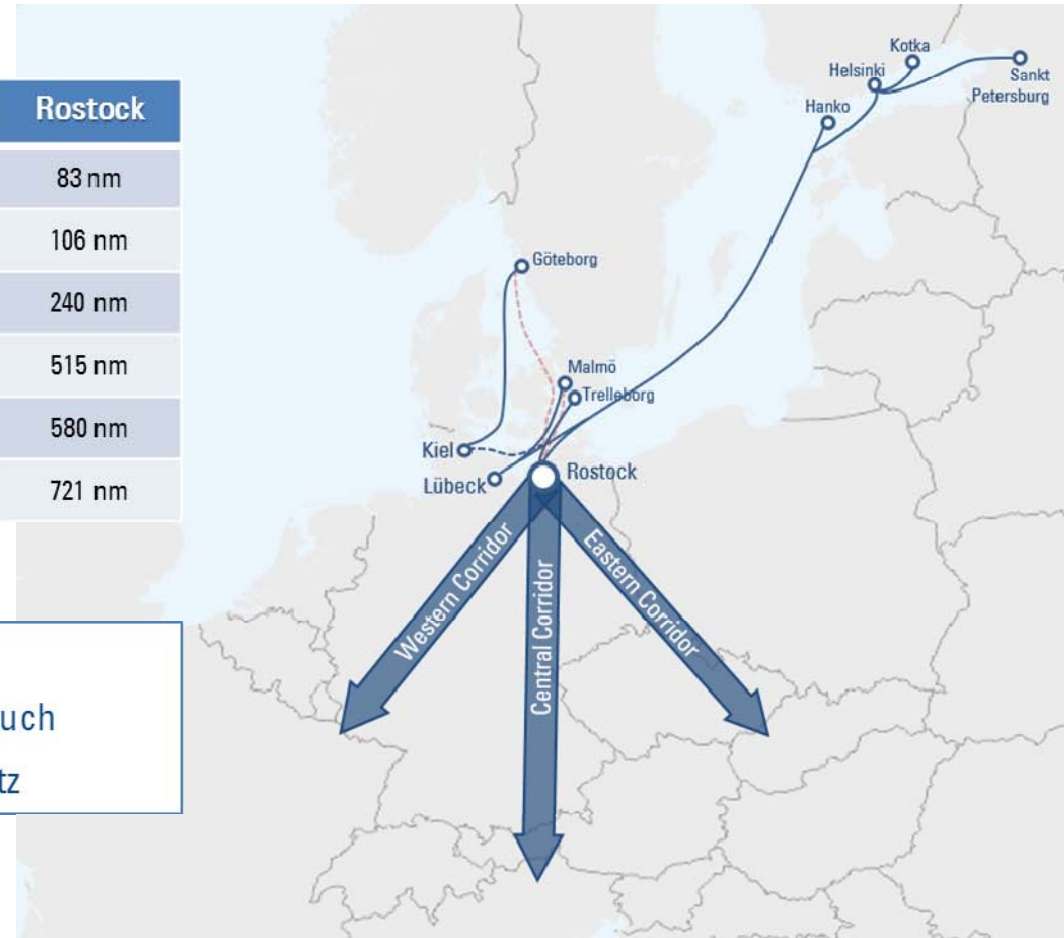 Rostock
83 nm
106 nm
240 nm
515 nm
580 nm
721 nm
uch
tz
Kotka
Helsinki
Sankt
Petersburg
Hanko
Göteborg
Malmö
Trelleborg
Kiel
Lübeck
Rostock
Western Corridor
Central Corridor
Eastern Corridor